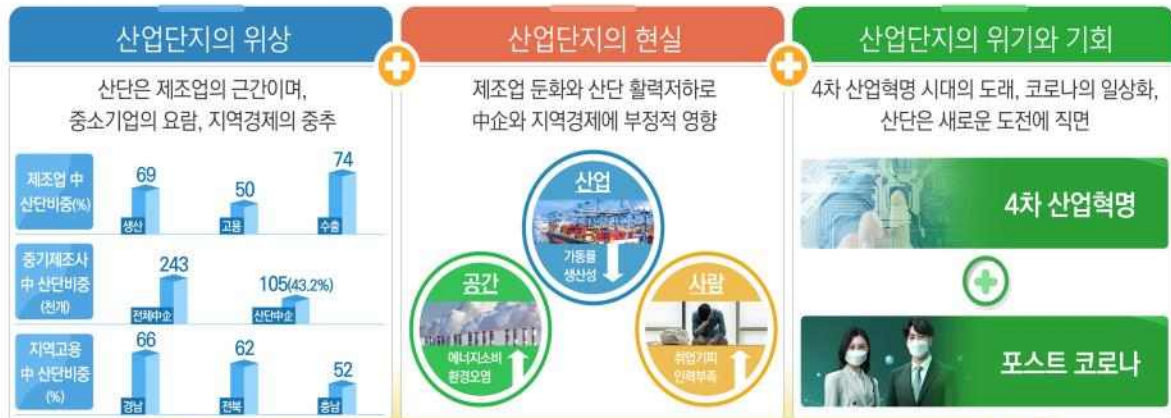 산업단지의 위상
산단은 제조업의 근간이며,
중소기업의 요람, 지역경제의 중추
제조업 中
산단비중(%)
69
생산
50
고용
74
수출
중기제조사
中 산단비중
(천개)
243
전체中企
105(43.2%)
산단中企
지역고용
中 산단비중
(%)
66
경남
62
전북
52
충남
산업단지의 현실
제조업 둔화와 산단 활력저하로
中企와 지역경제에 부정적 영향
산업
가동률
생산성
공간
에너지소비
환경오염
사람
취업기피
인력부족
산업단지의 위기와 기회
4차 산업혁명 시대의 도래, 코로나의 일상화,
산단은 새로운 도전에 직면
4차 산업혁명
포스트 코로나